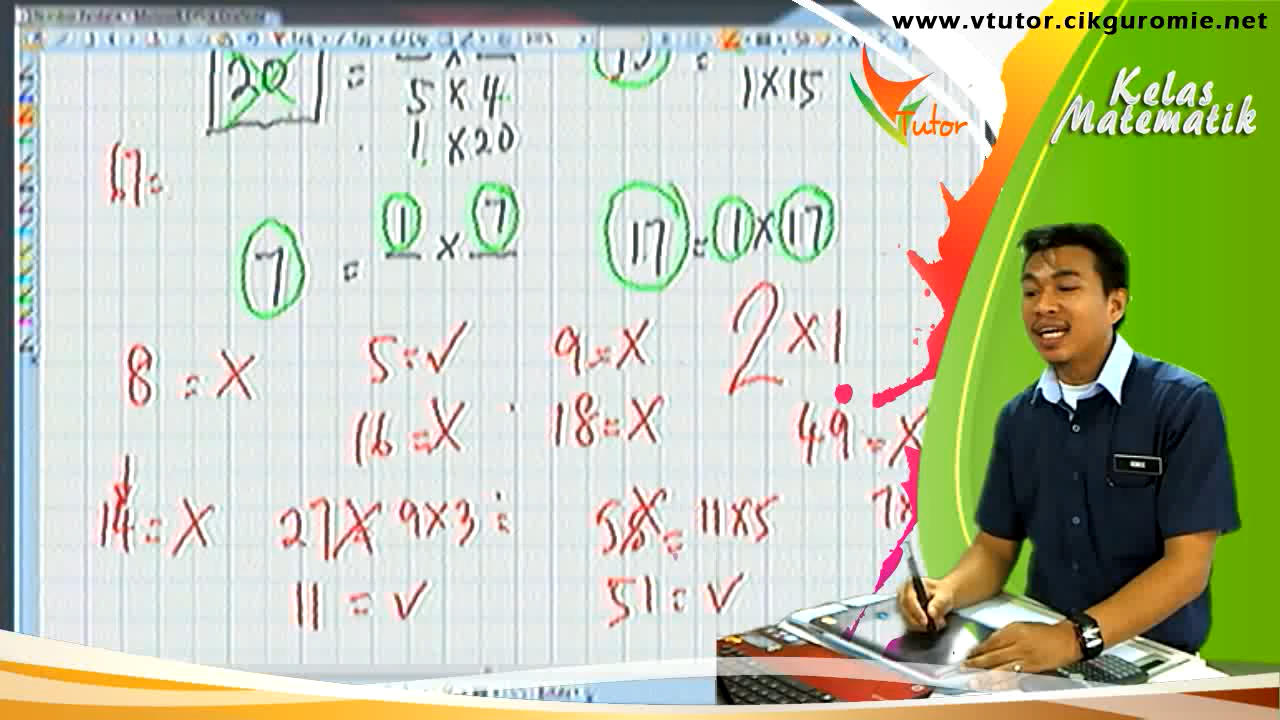 www.vtutor.cikguromie.net
Kelas
Matematik
Tutor
20 =
5 x 4
1 x 20
1 x 15
17 =
7 = 1 x 7
17 = 1 x 17
8 = X
5 = ✓
9 = X
2 x 1
16 = X
18 = X
49 = X
14 = X
27 X 9 x 3
11 x 5
11 = ✓
51 = ✓